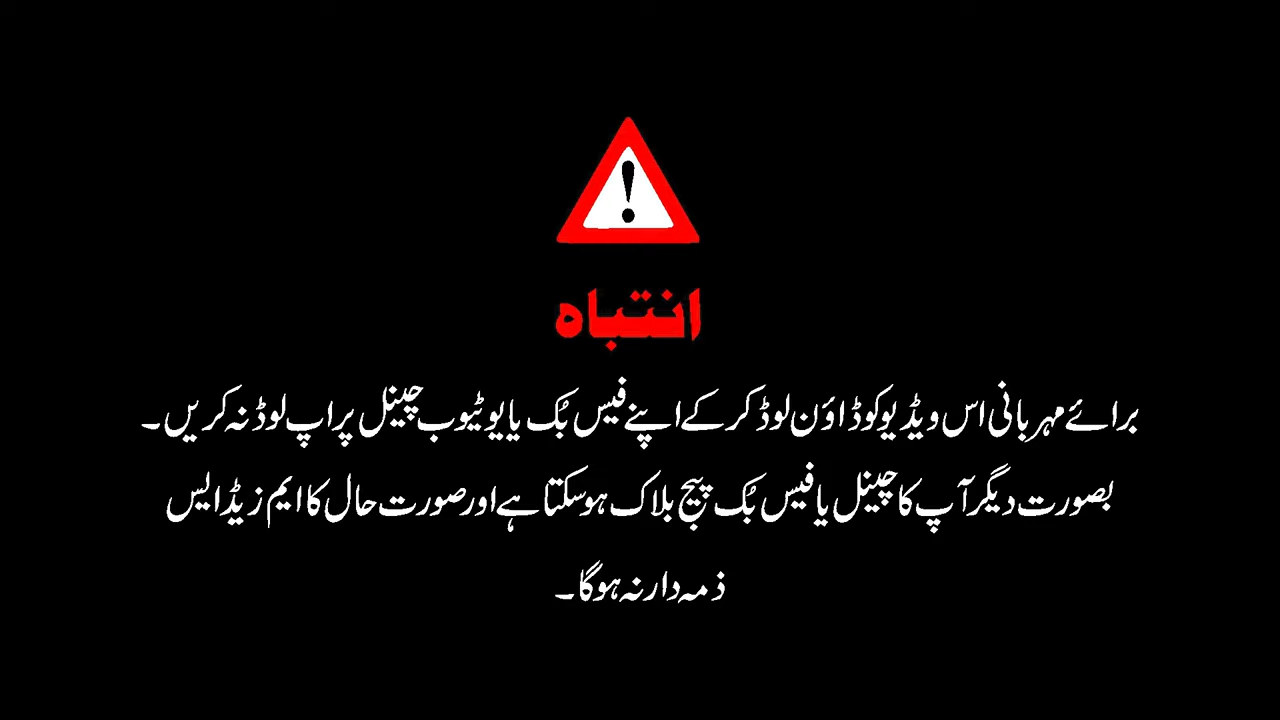 انتباہ
برائے مہربانی اس ویڈیو کو ڈاؤن لوڈ کر کے اپنے فیس بُک یا یوٹیوب چینل پر اپ لوڈ نہ کریں۔
بصورت دیگر آپ کا چینل یا فیس بُک پیج بلاک ہو سکتا ہے اور صورت حال کا ایم زیڈ ایس
ذمہ دار نہ ہوگا۔